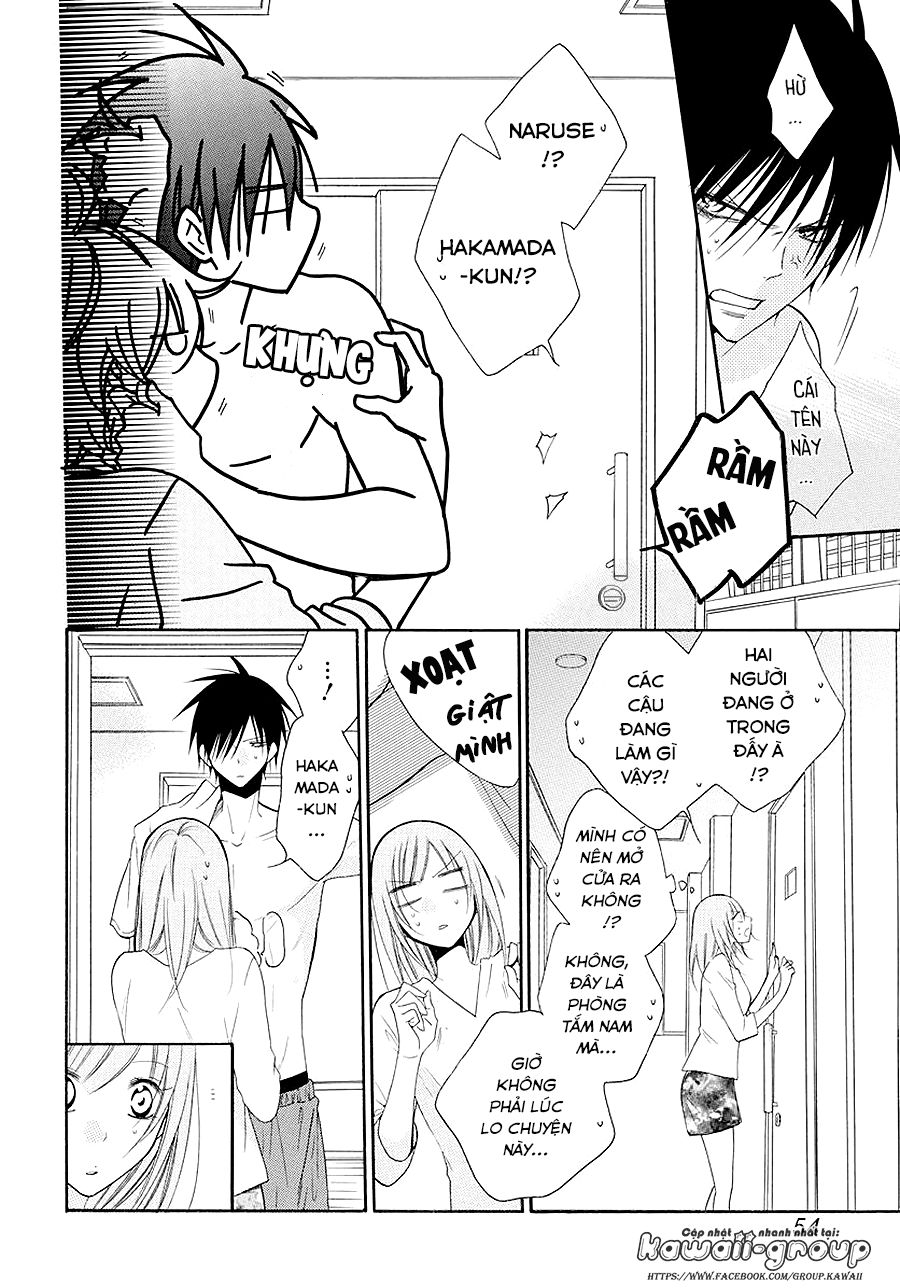 HỪ
...
CÁI
TÊN
NÀY
...
RẦM
RẦM
NARUSE
!?
HAKAMADA
-KUN!?
KHỰNG
HAI
NGƯỜI
ĐANG Ở
TRONG
ĐẤY À
!?
CÁC
CẬU
ĐANG
LÀM GÌ
VẬY?!
MÌNH CÓ
NÊN MỞ
CỬA RA
KHÔNG
!?
KHÔNG,
ĐÂY LÀ
PHÒNG
TẮM NAM
MÀ...
GIỜ
KHÔNG
PHẢI LÚC
LO CHUYỆN
NÀY...
XOẠT
GIẬT
MÌNH
...!
HAKA
MADA
-KUN
...
54
Cập nhật nhanh nhất tại:
kawaii-group
HTTPS://WWW.FACEBOOK.COM/GROUP.KAWAII